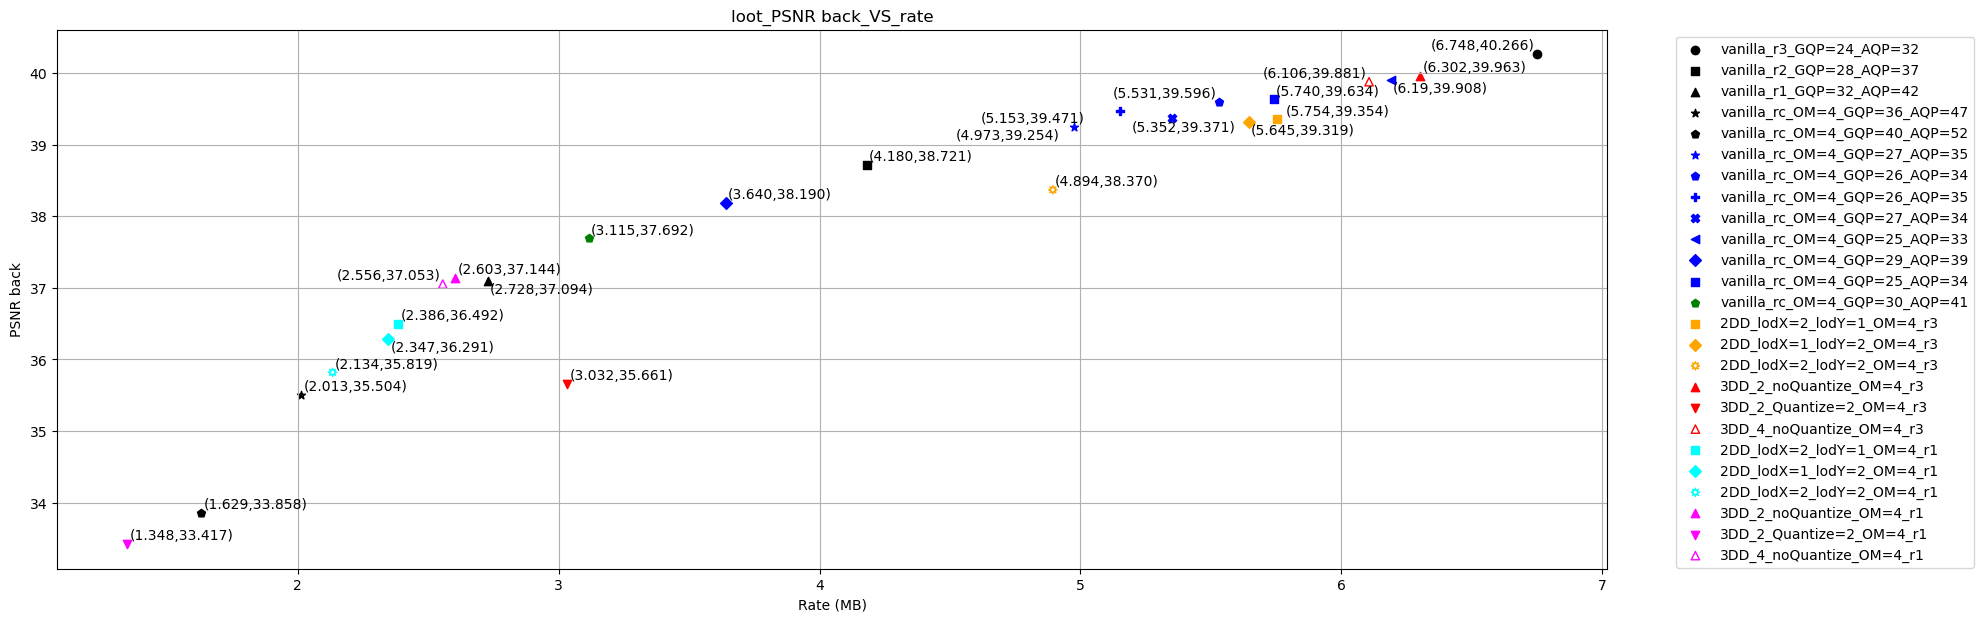 loot_PSNR back_VS_rate
(6.748,40.266)
(6.302,39.963)
(6.106,39.881)
(6.19,39.908)
(5.531,39.596)
(5.740,39.634)
(5.754,39.354)
(5.153,39.471)
(5.352,39.371)
(5.645,39.319)
(4.973,39.254)
(4.180,38.721)
(4.894,38.370)
(3.640,38.190)
(3.115,37.692)
(2.603,37.144)
(2.556,37.053)
(2.728,37.094)
(2.386,36.492)
(2.347,36.291)
(2.134,35.819)
(3.032,35.661)
(2.013,35.504)
(1.629,33.858)
(1.348,33.417)
40
39
38
37
36
35
34
PSNR back
2 3 4 5 6 7
Rate (MB)
vanilla_r3_GQP=24_AQP=32
vanilla_r2_GQP=28_AQP=37
vanilla_r1_GQP=32_AQP=42
vanilla_rc_OM=4_GQP=36_AQP=47
vanilla_rc_OM=4_GQP=40_AQP=52
vanilla_rc_OM=4_GQP=27_AQP=35
vanilla_rc_OM=4_GQP=26_AQP=34
vanilla_rc_OM=4_GQP=26_AQP=35
vanilla_rc_OM=4_GQP=27_AQP=34
vanilla_rc_OM=4_GQP=25_AQP=33
vanilla_rc_OM=4_GQP=29_AQP=39
vanilla_rc_OM=4_GQP=25_AQP=34
vanilla_rc_OM=4_GQP=30_AQP=41
2DD_lodX=2_lodY=1_OM=4_r3
2DD_lodX=1_lodY=2_OM=4_r3
2DD_lodX=2_lodY=2_OM=4_r3
3DD_2_noQuantize_OM=4_r3
3DD_2_Quantize=2_OM=4_r3
3DD_4_noQuantize_OM=4_r3
2DD_lodX=2_lodY=1_OM=4_r1
2DD_lodX=1_lodY=2_OM=4_r1
2DD_lodX=2_lodY=2_OM=4_r1
3DD_2_noQuantize_OM=4_r1
3DD_2_Quantize=2_OM=4_r1
3DD_4_noQuantize_OM=4_r1